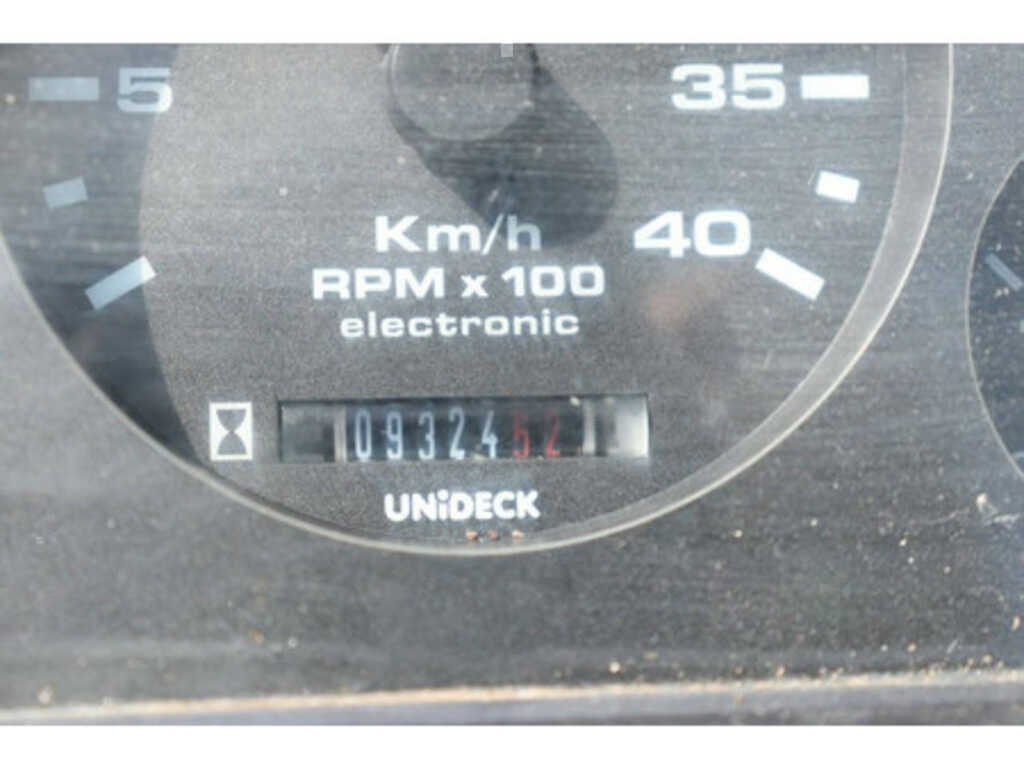 5 35
40
Km/h
RPM x 100
electronic
0932452
UNiDECK